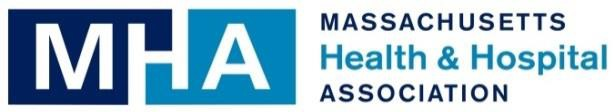 MHA
MASSACHUSETTS
Health & Hospital
ASSOCIATION